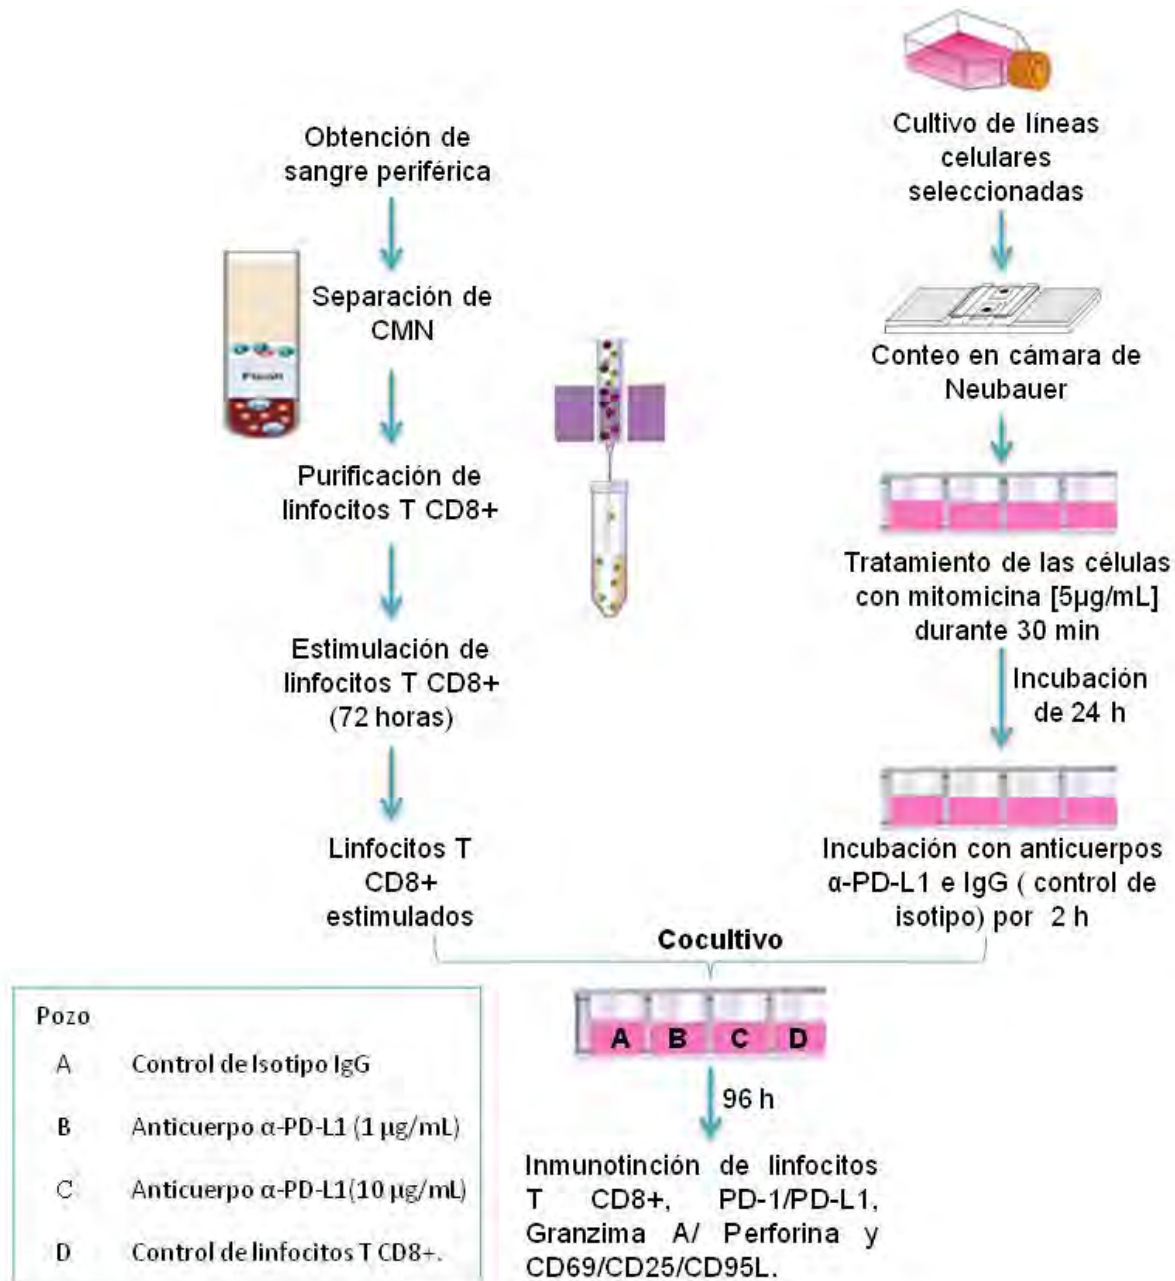 Obtención de
sangre periférica
Separación de
CMN
Ficoll
Purificación de
linfocitos T CD8+
Estimulación de
linfocitos T CD8+
(72 horas)
Linfocitos T
CD8+
estimulados
Cultivo de líneas
celulares
seleccionadas
Conteo en cámara de
Neubauer
Tratamiento de las células
con mitomicina [5µg/mL]
durante 30 min
Incubación
de 24 h
Incubación con anticuerpos
α-PD-L1 e IgG ( control de
isotipo) por 2 h
Cocultivo
A B C D
96 h
Inmunotinción de linfocitos
T CD8+, PD-1/PD-L1,
Granzima A/ Perforina y
CD69/CD25/CD95L.
Pozo
A Control de Isotipo IgG
B Anticuerpo α-PD-L1 (1 µg/mL)
C Anticuerpo α-PD-L1(10 µg/mL)
D Control de linfocitos T CD8+.